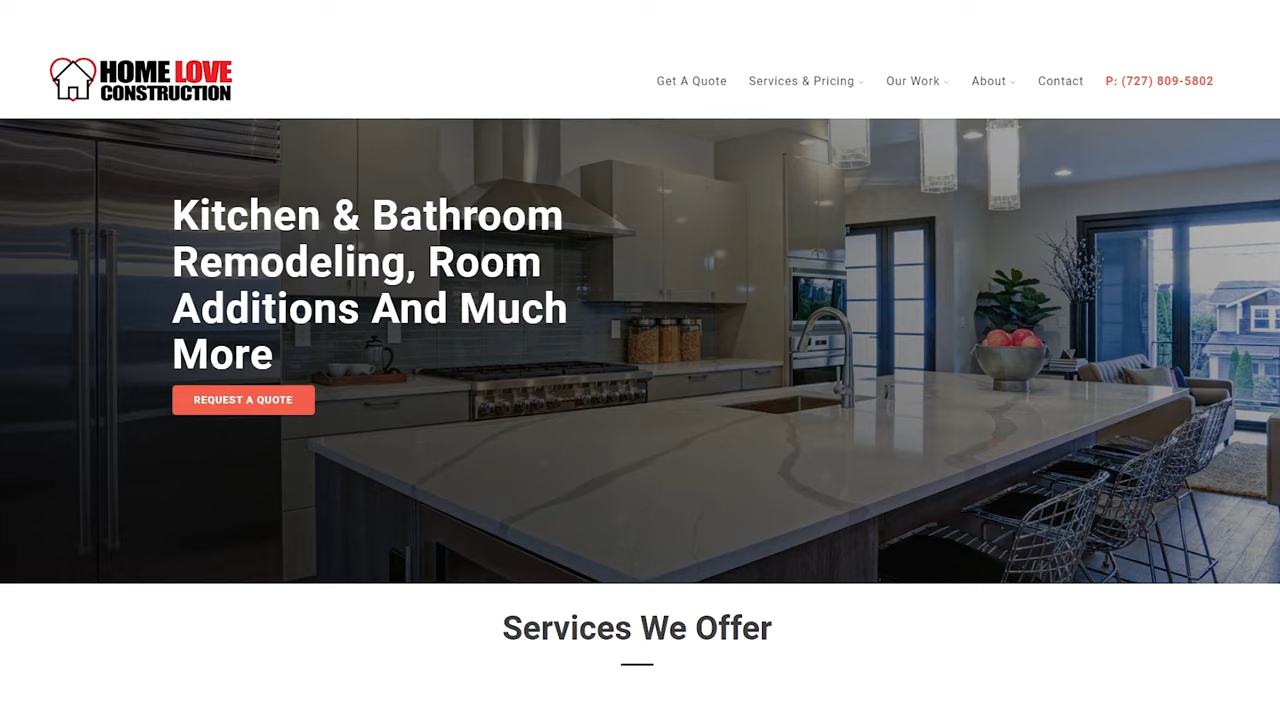 HOME LOVE
CONSTRUCTION
Get A Quote
Services & Pricing
Our Work
About
Contact
P: (727) 809-5802
Kitchen & Bathroom
Remodeling, Room
Additions And Much
More
REQUEST A QUOTE
Services We Offer